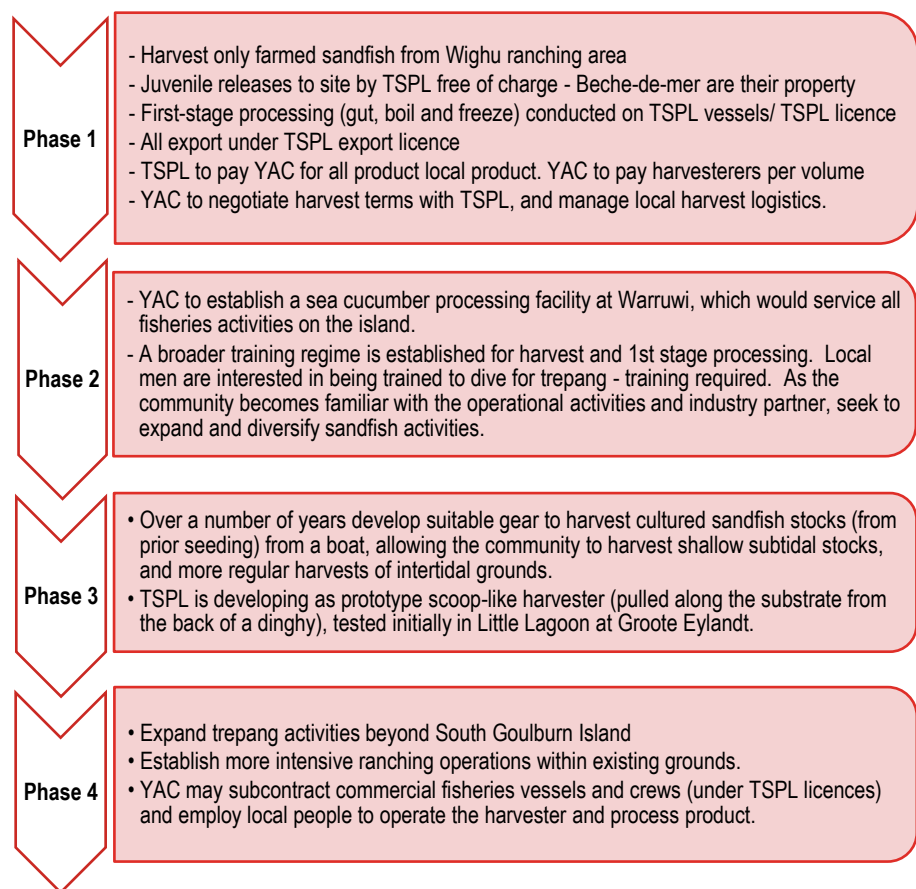 Phase 1
- Harvest only farmed sandfish from Wighu ranching area
- Juvenile releases to site by TSPL free of charge - Beche-de-mer are their property
- First-stage processing (gut, boil and freeze) conducted on TSPL vessels/ TSPL licence
- All export under TSPL export licence
- TSPL to pay YAC for all product local product. YAC to pay harvesterers per volume
- YAC to negotiate harvest terms with TSPL, and manage local harvest logistics.
Phase 2
- YAC to establish a sea cucumber processing facility at Warruwi, which would service all
fisheries activities on the island.
- A broader training regime is established for harvest and 1st stage processing. Local
men are interested in being trained to dive for trepang - training required. As the
community becomes familiar with the operational activities and industry partner, seek to
expand and diversify sandfish activities.
Phase 3
• Over a number of years develop suitable gear to harvest cultured sandfish stocks (from
prior seeding) from a boat, allowing the community to harvest shallow subtidal stocks,
and more regular harvests of intertidal grounds.
• TSPL is developing as prototype scoop-like harvester (pulled along the substrate from
the back of a dinghy), tested initially in Little Lagoon at Groote Eylandt.
Phase 4
• Expand trepang activities beyond South Goulburn Island
• Establish more intensive ranching operations within existing grounds.
• YAC may subcontract commercial fisheries vessels and crews (under TSPL licences)
and employ local people to operate the harvester and process product.